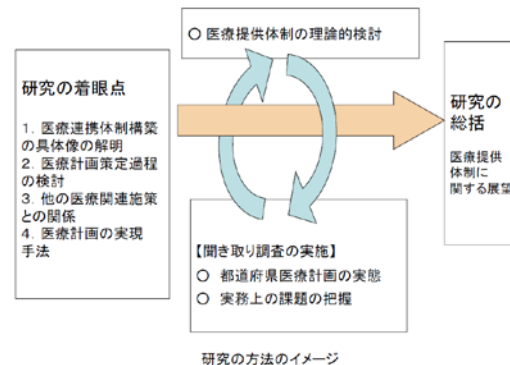 ○ 医療提供体制の理論的検討
研究の着眼点
1. 医療連携体制構築
の具体像の解明
2. 医療計画策定過程
の検討
3. 他の医療関連施策
との関係
4. 医療計画の実現
手法
【聞き取り調査の実施】
○ 都道府県医療計画の実態
○ 実務上の課題の把握
研究の
総括
医療提供
体制に
関する展望
研究の方法のイメージ